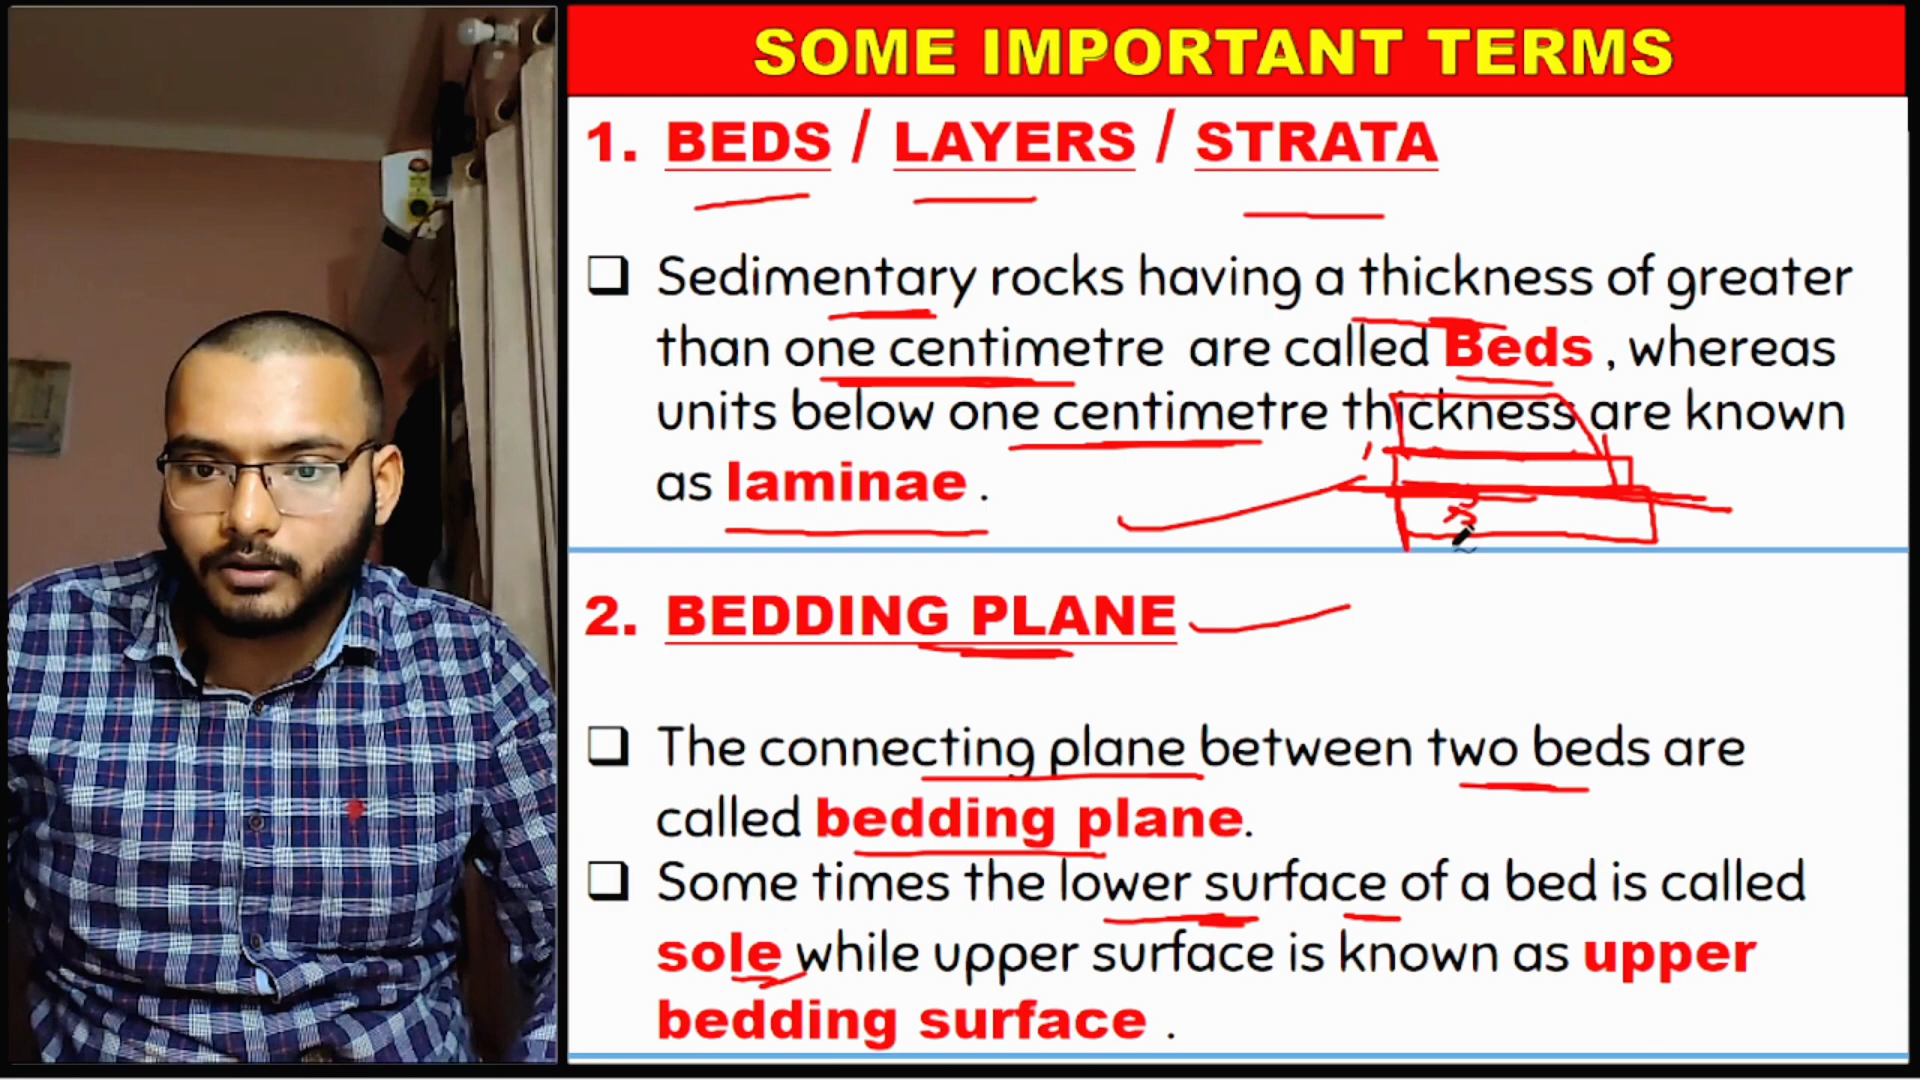 SOME IMPORTANT TERMS
1. BEDS / LAYERS / STRATA
❑ Sedimentary rocks having a thickness of greater
than one centimetre are called Beds , whereas
units below one centimetre thickness are known
as laminae .
2. BEDDING PLANE
❑ The connecting plane between two beds are
called bedding plane.
❑ Some times the lower surface of a bed is called
sole while upper surface is known as upper
bedding surface .